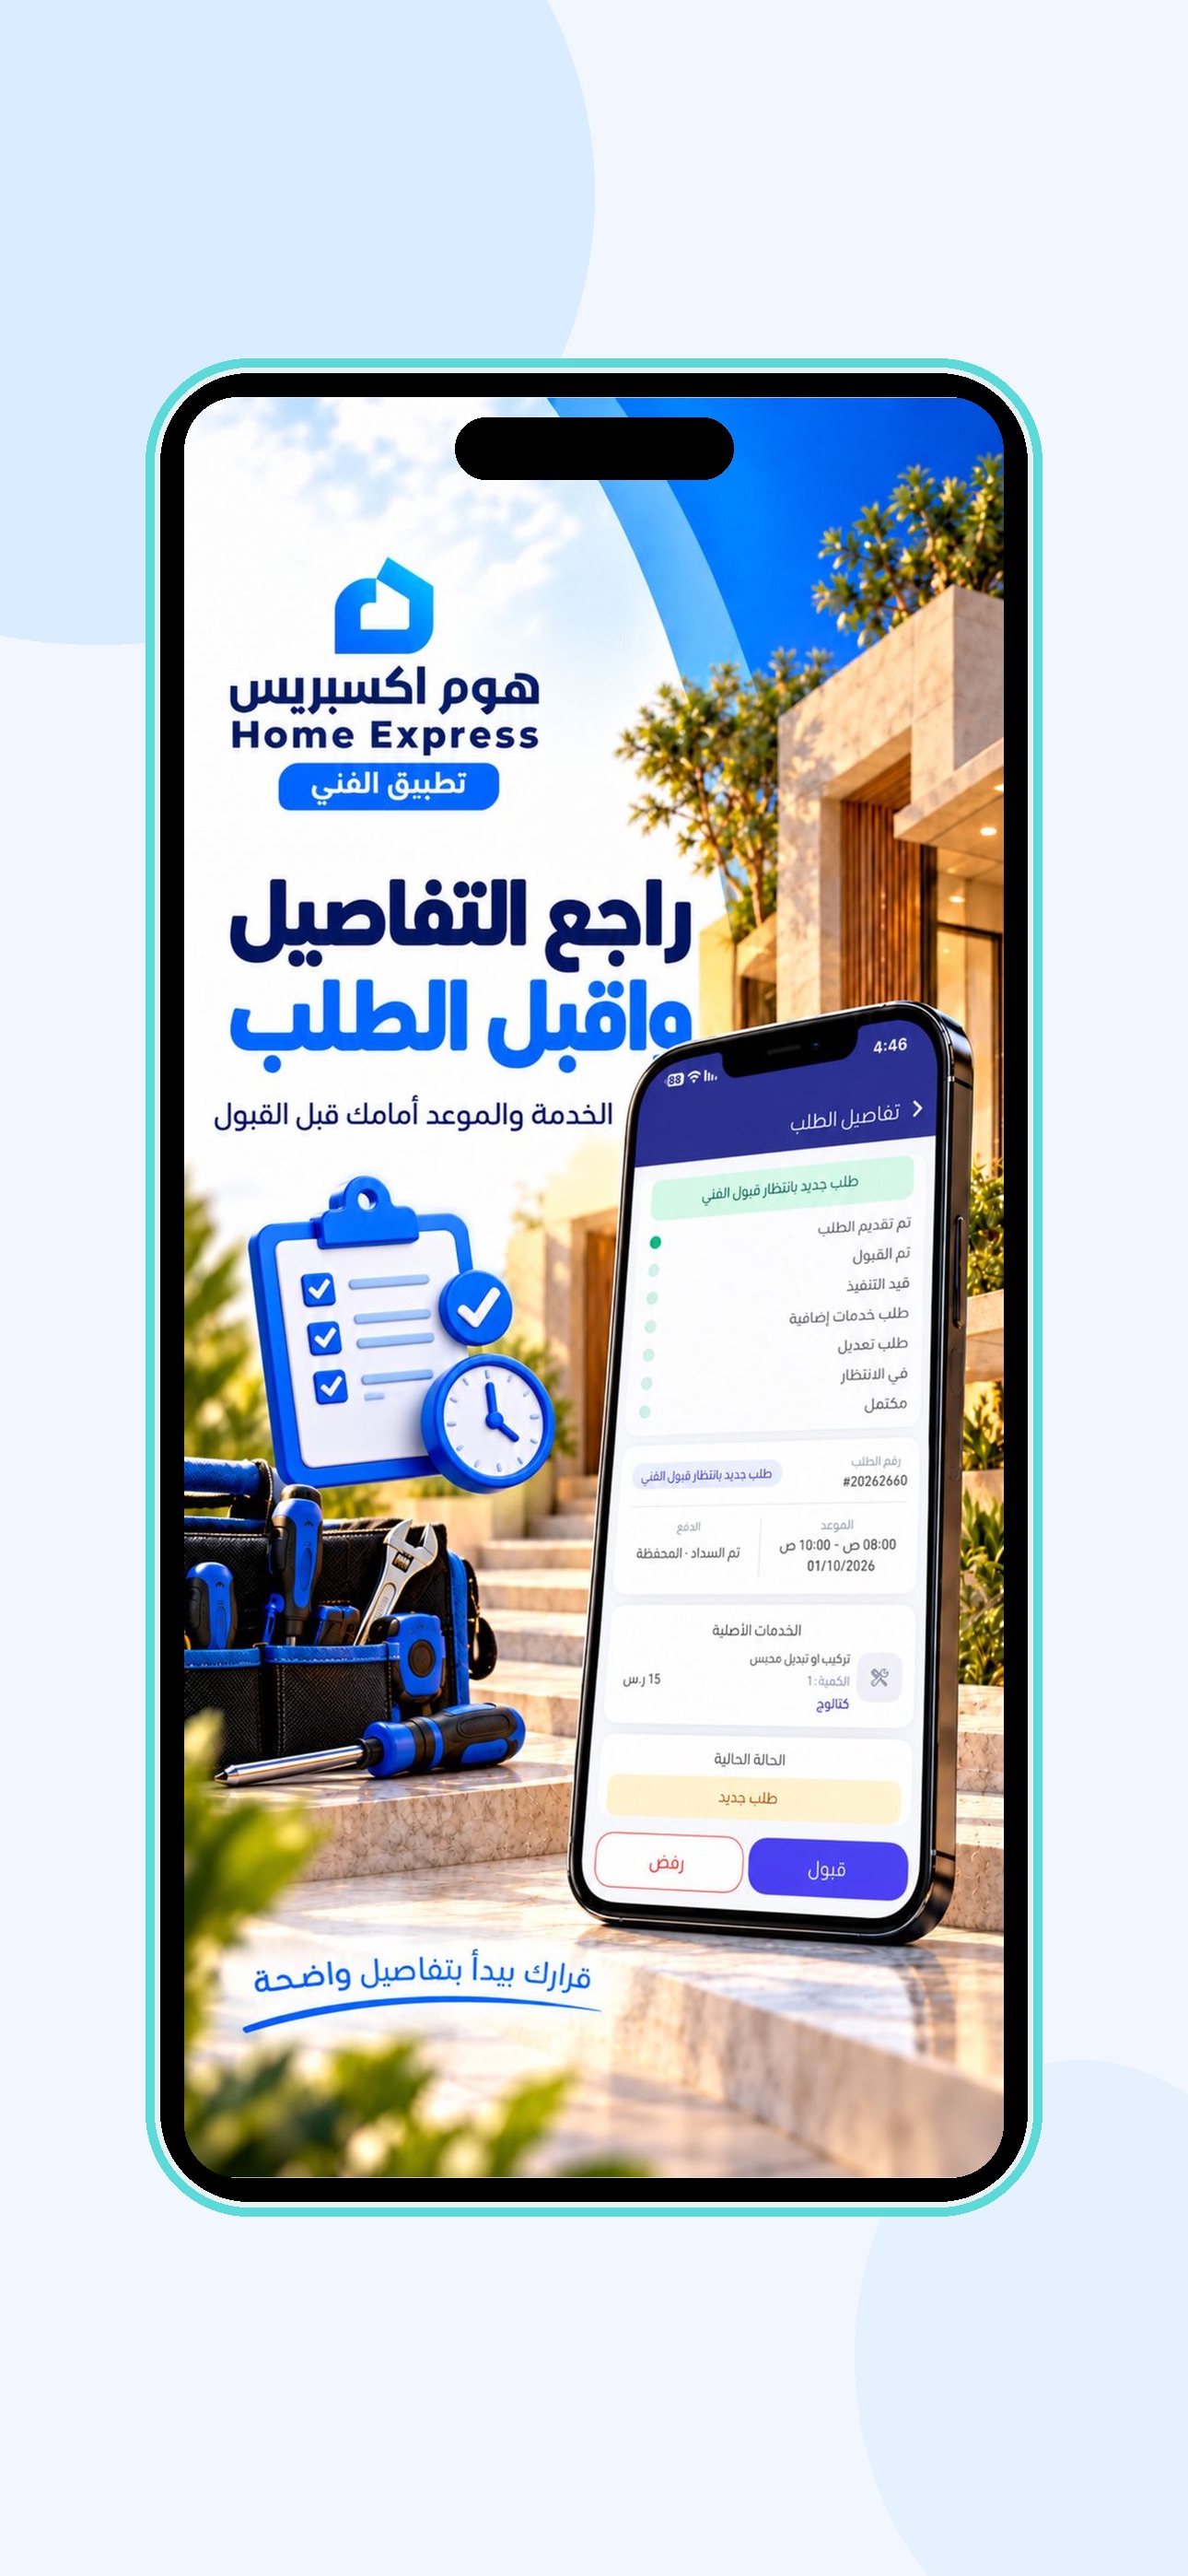 هوم اكسبريس
Home Express
تطبيق الفني
راجع التفاصيل
واقبل الطلب
الخدمة والموعد أمامك قبل القبول
4:46
88
تفاصيل الطلب
طلب جديد بانتظار قبول الفني
تم تقديم الطلب
تم القبول
قيد التنفيذ
طلب خدمات إضافية
طلب تعديل
في الانتظار
مكتمل
رقم الطلب
#20262660
طلب جديد بانتظار قبول الفني
الموعد
08:00 ص - 10:00 ص
01/10/2026
الدفع
تم السداد · المحفظة
الخدمات الأصلية
تركيب او تبديل محبس
الكمية: 1
كتالوج
15 ر.س
الحالة الحالية
طلب جديد
قبول
رفض
قرارك يبدأ بتفاصيل واضحة